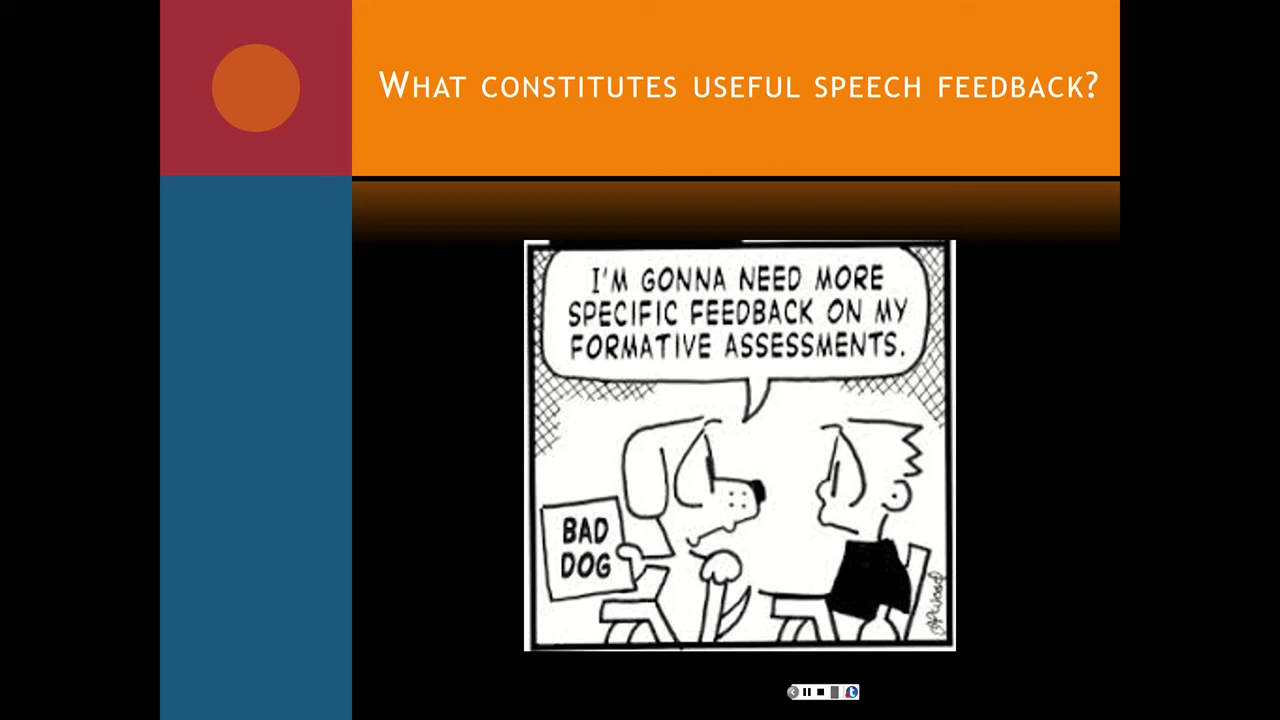 What constitutes useful speech feedback?
I'M GONNA NEED MORE
SPECIFIC FEEDBACK ON MY
FORMATIVE ASSESSMENTS.
BAD
DOG